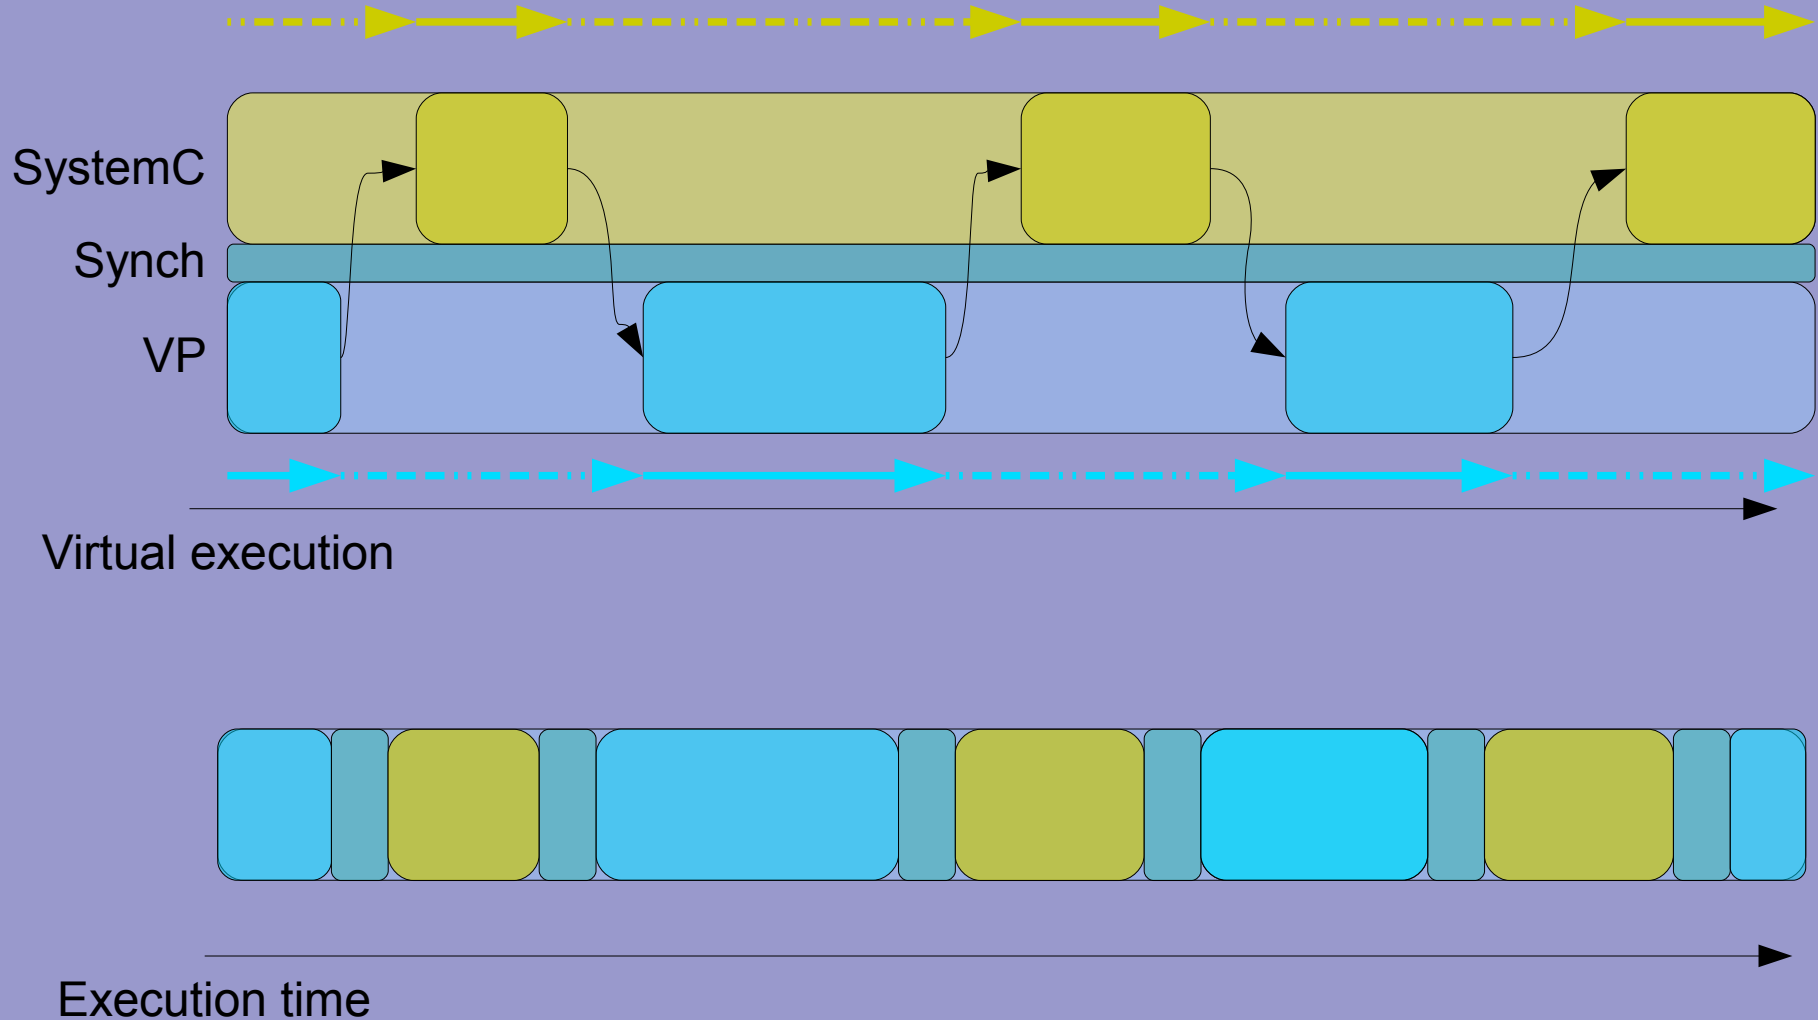 SystemC
Synch
VP
Virtual execution
Execution time